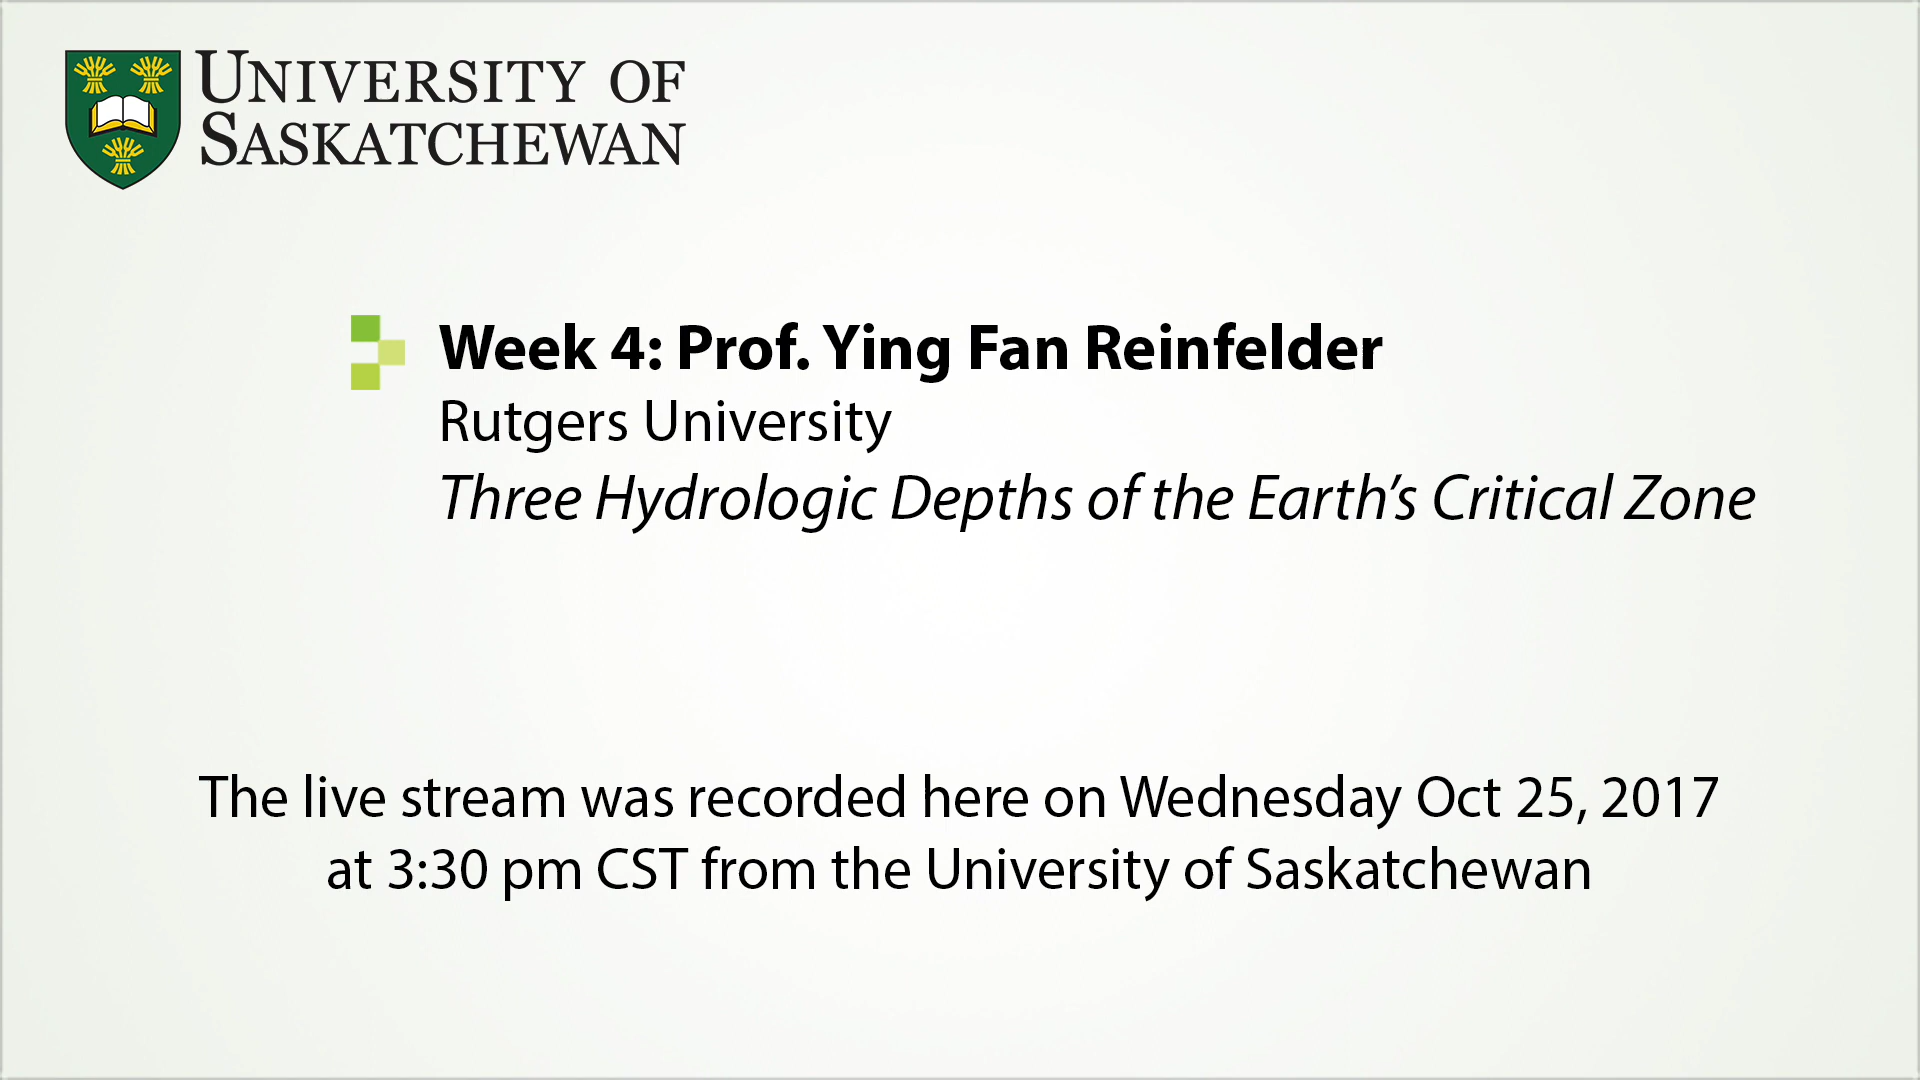 UNIVERSITY OF
SASKATCHEWAN
Week 4: Prof. Ying Fan Reinfelder
Rutgers University
Three Hydrologic Depths of the Earth’s Critical Zone
The live stream was recorded here on Wednesday Oct 25, 2017
at 3:30 pm CST from the University of Saskatchewan